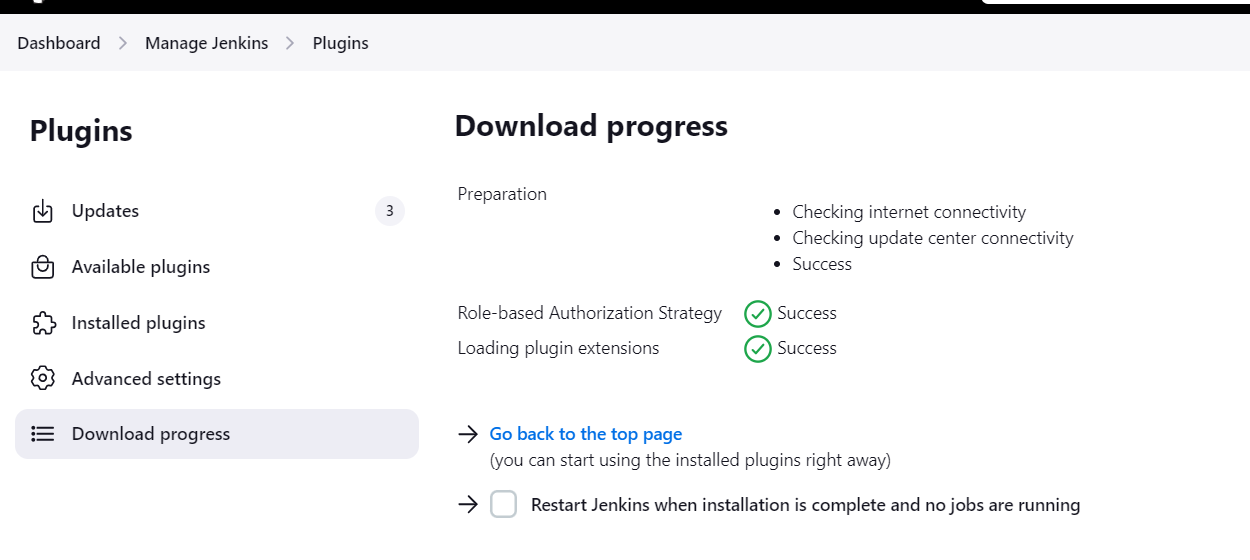 Dashboard > Manage Jenkins > Plugins
Plugins
Updates 3
Available plugins
Installed plugins
Advanced settings
Download progress
Download progress
Preparation
• Checking internet connectivity
• Checking update center connectivity
• Success
Role-based Authorization Strategy Success
Loading plugin extensions Success
→ Go back to the top page
(you can start using the installed plugins right away)
→ Restart Jenkins when installation is complete and no jobs are running